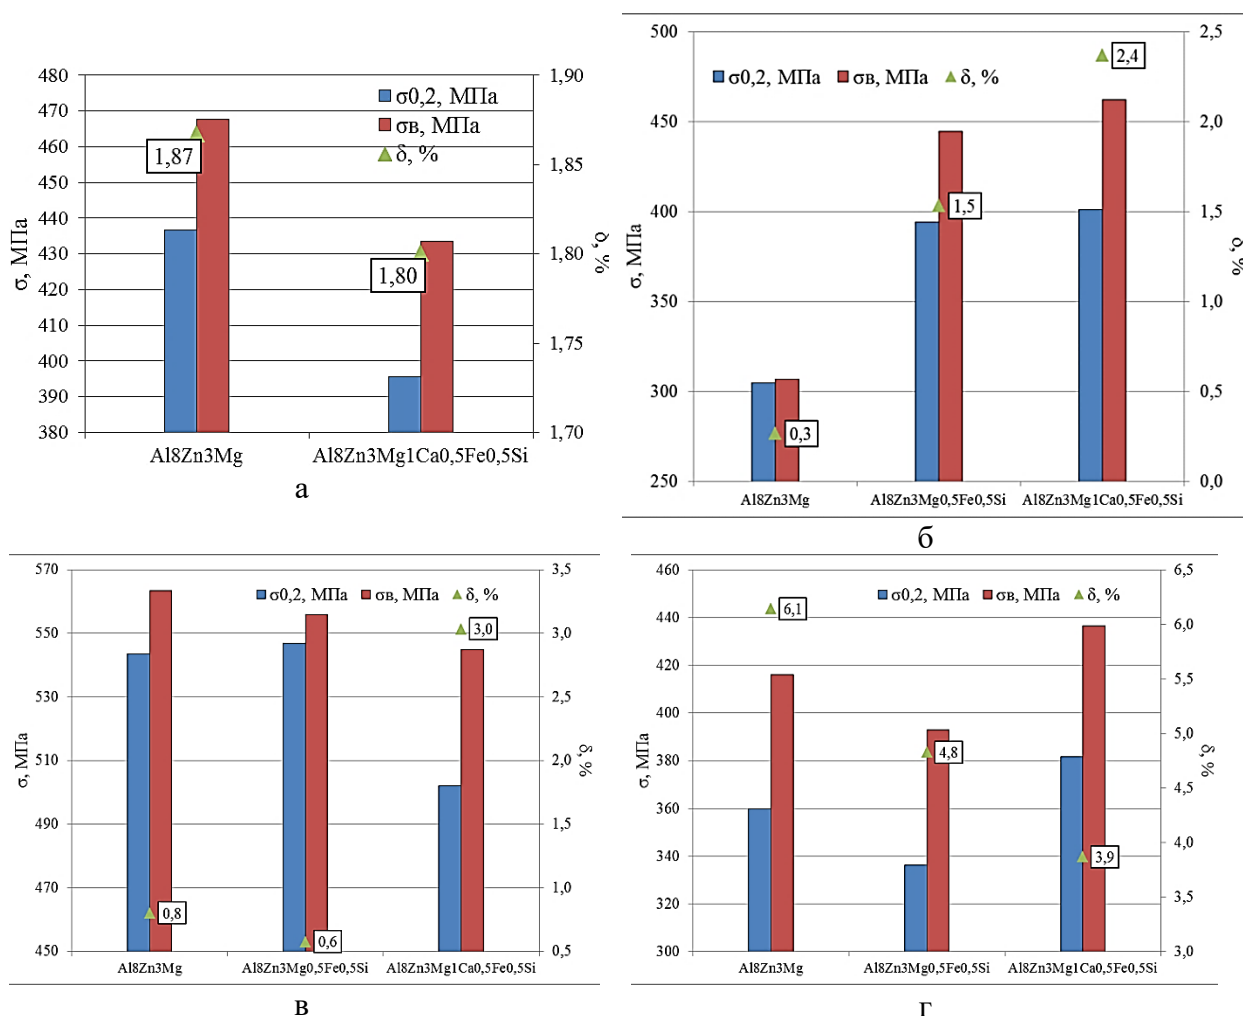 480
470
460
450
440
430
420
410
400
390
380
σ, МПа
σ0,2, МПа
σв, МПа
δ, %
1,87
1,80
1,90
1,85
1,80
1,75
1,70
δ, %
Al8Zn3Mg
Al8Zn3Mg1Ca0,5Fe0,5Si
а
500
450
400
350
300
250
σ, МПа
σ0,2, МПа σв, МПа δ, %
0,3
1,5
2,4
2,5
2,0
1,5
1,0
0,5
0,0
δ, %
Al8Zn3Mg
Al8Zn3Mg0,5Fe0,5Si
Al8Zn3Mg1Ca0,5Fe0,5Si
б
570
550
530
510
490
470
450
σ, МПа
σ0,2, МПа σв, МПа δ, %
0,8
0,6
3,0
3,5
3,0
2,5
2,0
1,5
1,0
0,5
δ, %
Al8Zn3Mg
Al8Zn3Mg0,5Fe0,5Si
Al8Zn3Mg1Ca0,5Fe0,5Si
в
460
440
420
400
380
360
340
320
300
σ, МПа
σ0,2, МПа σв, МПа δ, %
6,1
4,8
3,9
6,5
6,0
5,5
5,0
4,5
4,0
3,5
3,0
δ, %
Al8Zn3Mg
Al8Zn3Mg0,5Fe0,5Si
Al8Zn3Mg1Ca0,5Fe0,5Si
г